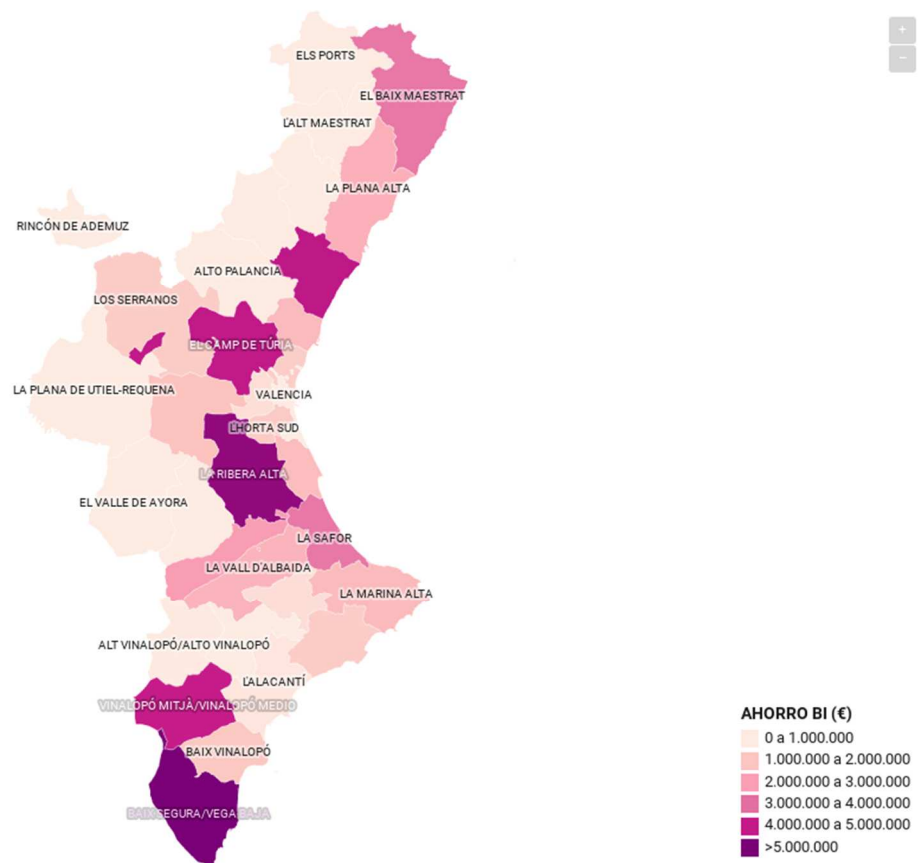 +
−
ELS PORTS
EL BAIX MAESTRAT
L'ALT MAESTRAT
LA PLANA ALTA
RINCÓN DE ADEMUZ
ALTO PALANCIA
LOS SERRANOS
EL CAMP DE TÚRIA
LA PLANA DE UTIEL-REQUENA
VALENCIA
L'HORTA SUD
LA RIBERA ALTA
EL VALLE DE AYORA
LA SAFOR
LA VALL D'ALBAIDA
LA MARINA ALTA
ALT VINALOPÓ/ALTO VINALOPÓ
L'ALACANTÍ
VINALOPÓ MITJÀ/VINALOPÓ MEDIO
BAIX VINALOPÓ
BAIX SEGURA/VEGA BAJA
AHORRO BI (€)
0 a 1.000.000
1.000.000 a 2.000.000
2.000.000 a 3.000.000
3.000.000 a 4.000.000
4.000.000 a 5.000.000
>5.000.000